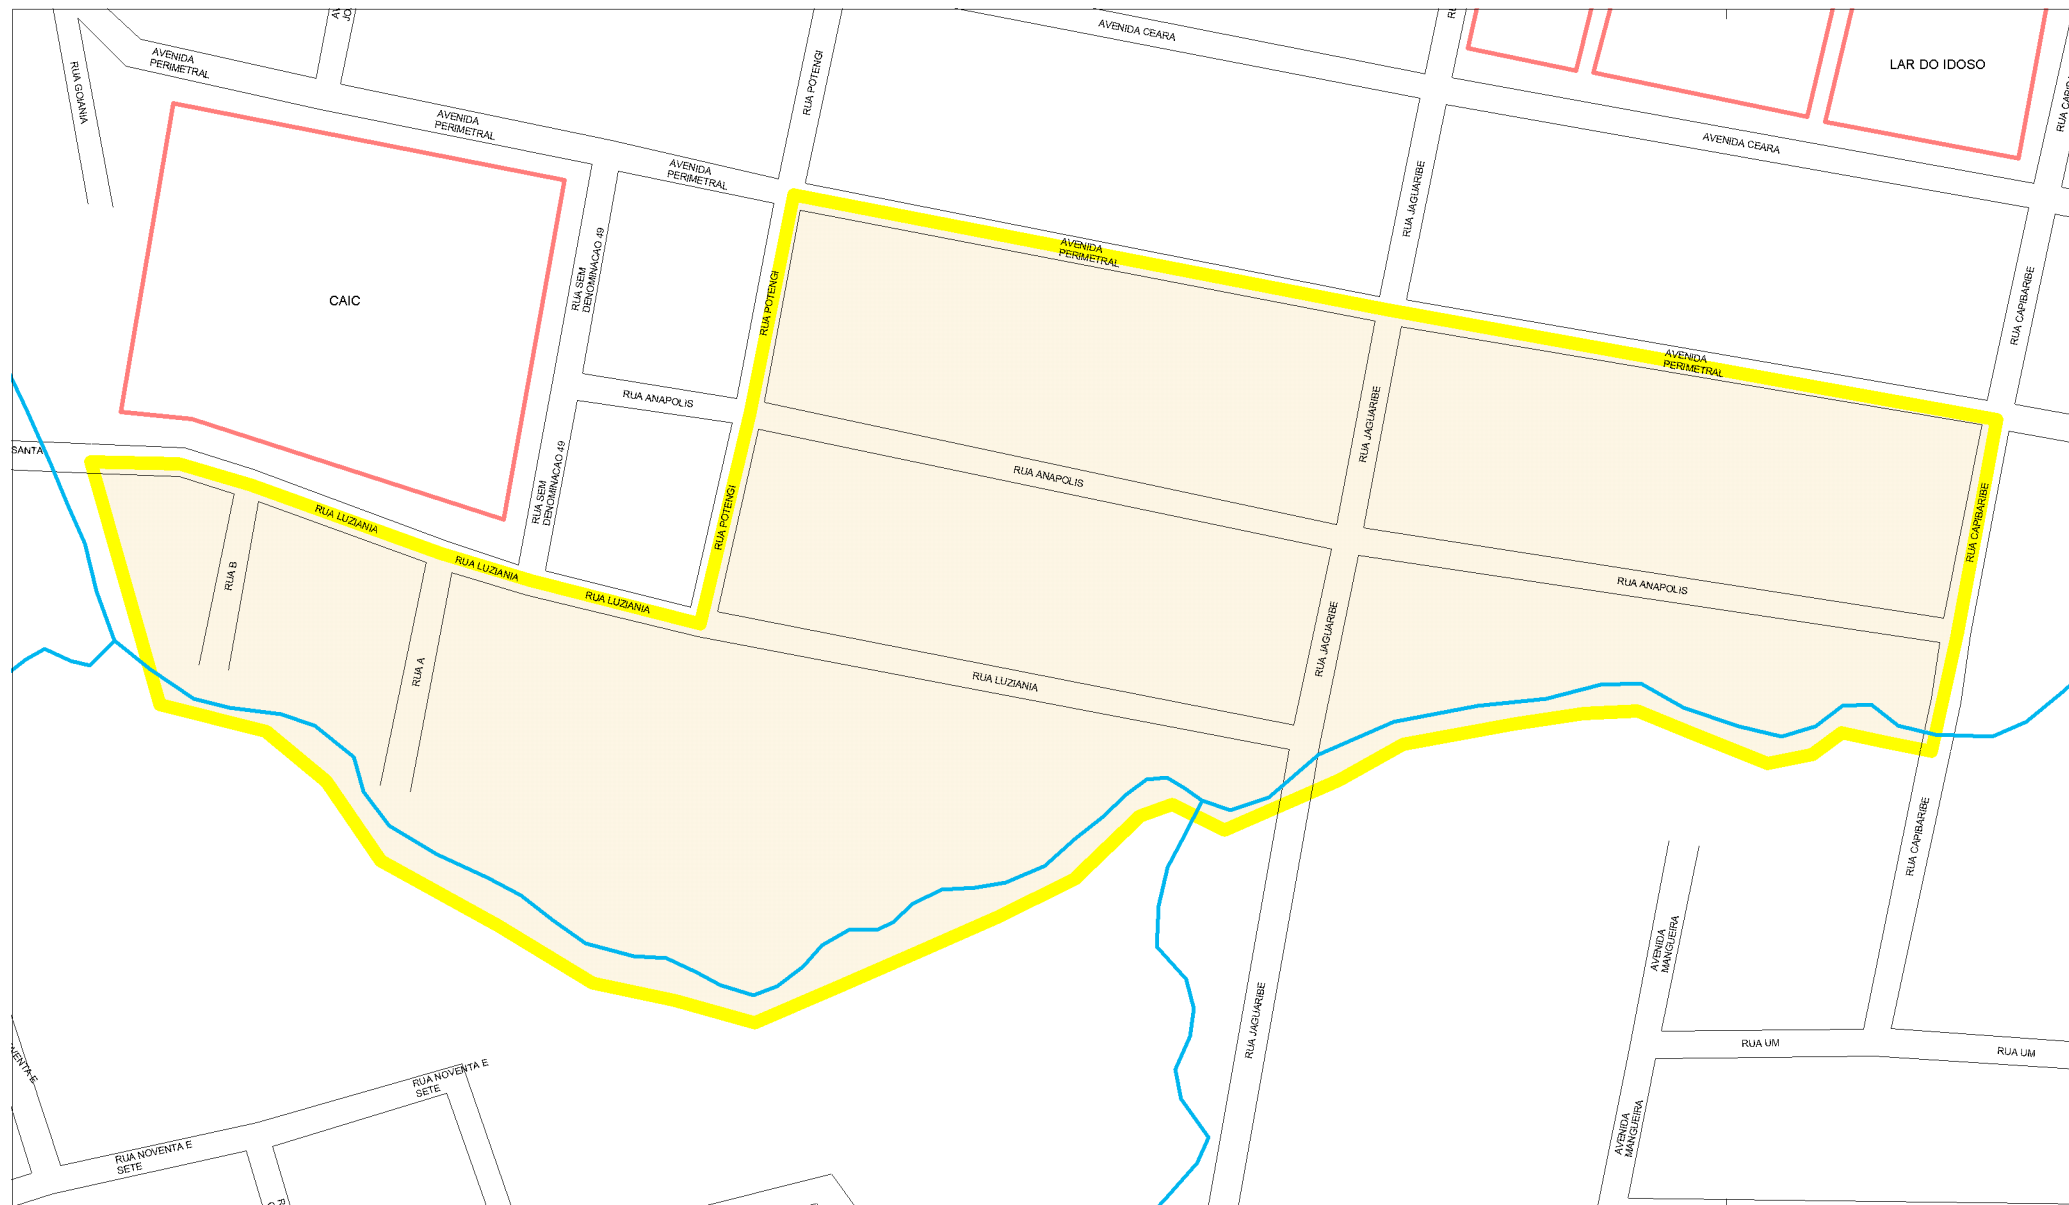 AVENIDA CEARA
AVENIDA
PERIMETRAL
RUA GOIANIA
RUA POTENGI
LAR DO IDOSO
AVENIDA
PERIMETRAL
AVENIDA CEARA
AVENIDA
PERIMETRAL
RUA JAGUARIBE
AVENIDA
PERIMETRAL
RUA SEM
DENOMINACAO 49
RUA POTENGI
CAIC
RUA CAPIBARIBE
AVENIDA
PERIMETRAL
RUA ANAPOLIS
RUA JAGUARIBE
SANTA
RUA SEM
DENOMINACAO 49
RUA ANAPOLIS
RUA POTENGI
RUA LUZIANIA
RUA CAPIBARIBE
RUA LUZIANIA
RUA B
RUA ANAPOLIS
RUA LUZIANIA
RUA JAGUARIBE
RUA A
RUA LUZIANIA
RUA CAPIBARIBE
AVENIDA
MANGUEIRA
RUA JAGUARIBE
RUA UM
RUA UM
RUA NOVENTA E
SETE
AVENIDA
MANGUEIRA
RUA NOVENTA E
SETE